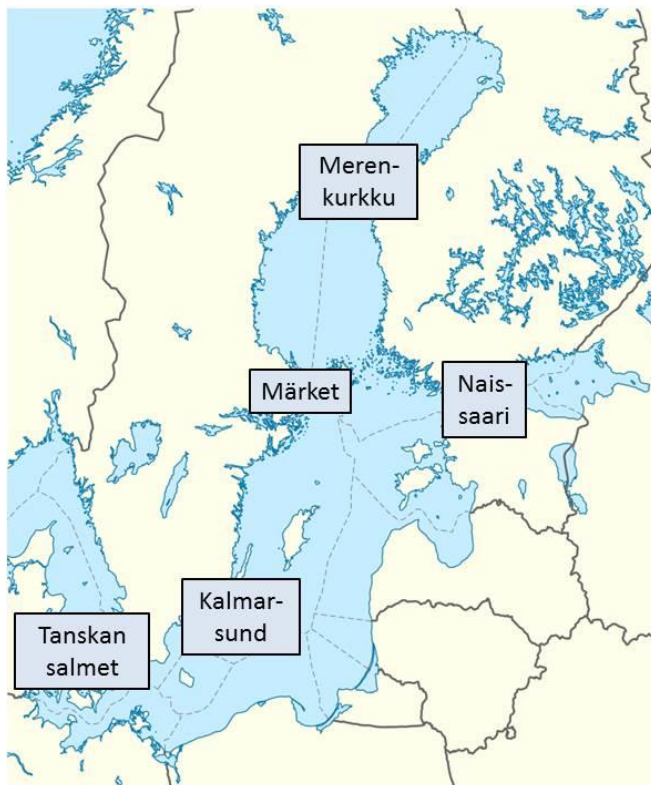 Meren-
kurkku
Märket
Nais-
saari
Kalmar-
sund
Tanskan
salmet